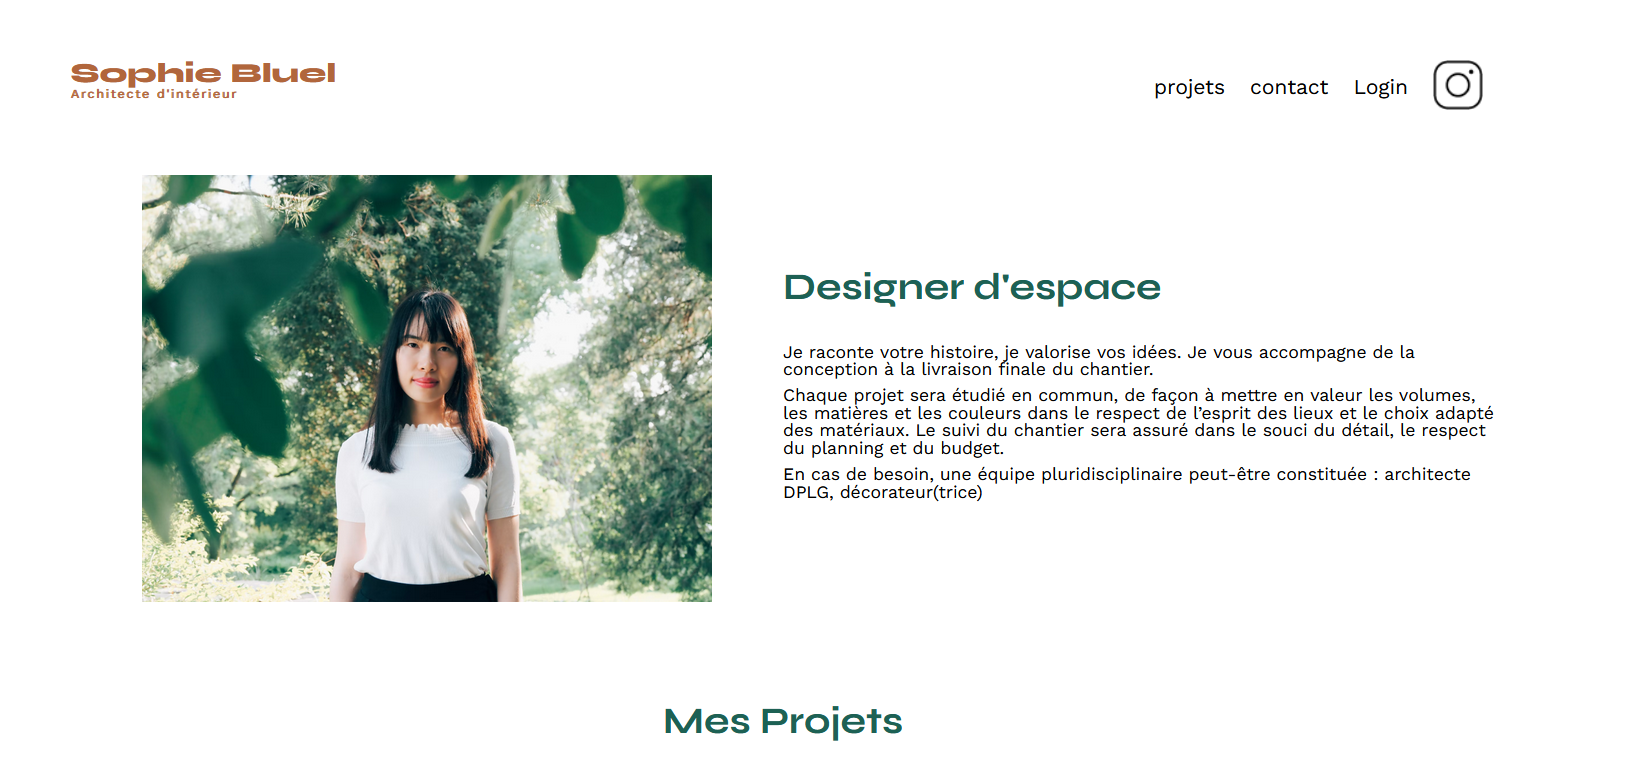 Sophie Bluel
Architecte d'intérieur
projets contact Login
Designer d'espace
Je raconte votre histoire, je valorise vos idées. Je vous accompagne de la
conception à la livraison finale du chantier.
Chaque projet sera étudié en commun, de façon à mettre en valeur les volumes,
les matières et les couleurs dans le respect de l’esprit des lieux et le choix adapté
des matériaux. Le suivi du chantier sera assuré dans le souci du détail, le respect
du planning et du budget.
En cas de besoin, une équipe pluridisciplinaire peut-être constituée : architecte
DPLG, décorateur(trice)
Mes Projets